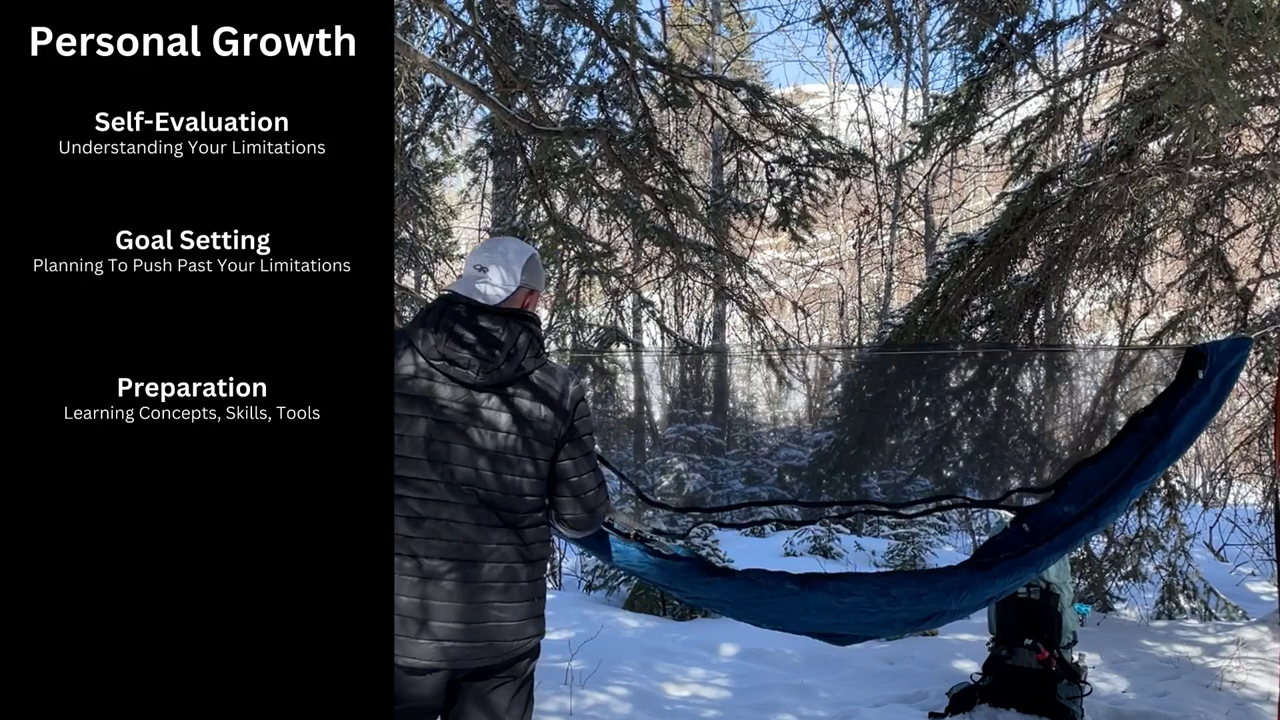 Personal Growth
Self-Evaluation
Understanding Your Limitations
Goal Setting
Planning To Push Past Your Limitations
Preparation
Learning Concepts, Skills, Tools